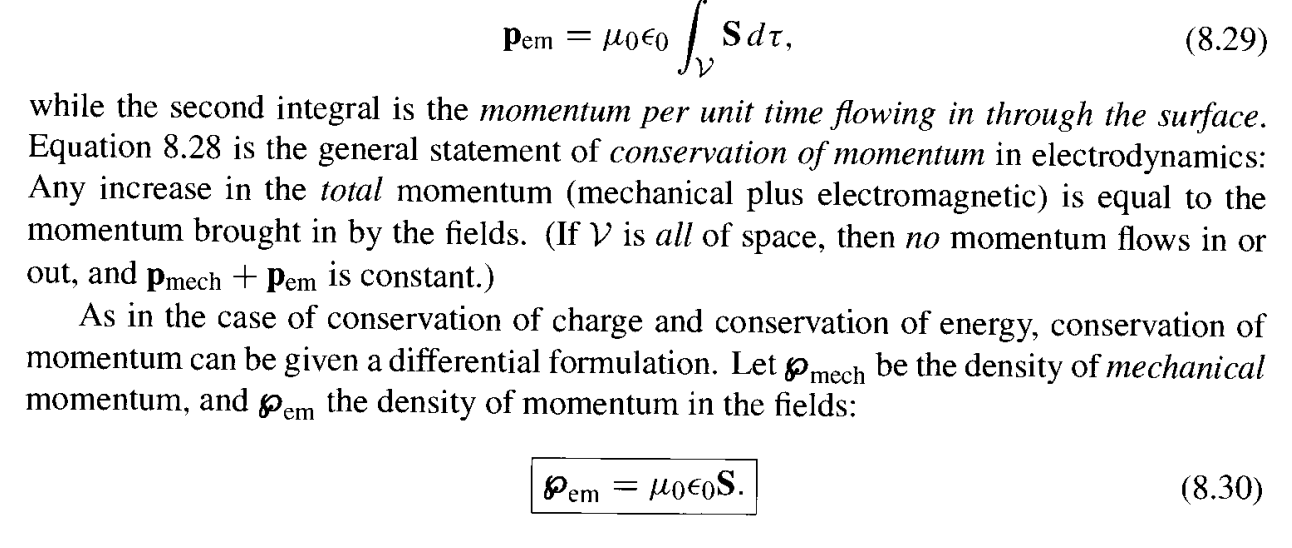 p_em = μ₀ϵ₀ ∫_𝒱 S dτ, (8.29)
while the second integral is the momentum per unit time flowing in through the surface.
Equation 8.28 is the general statement of conservation of momentum in electrodynamics:
Any increase in the total momentum (mechanical plus electromagnetic) is equal to the
momentum brought in by the fields. (If 𝒱 is all of space, then no momentum flows in or
out, and p_mech + p_em is constant.)
As in the case of conservation of charge and conservation of energy, conservation of
momentum can be given a differential formulation. Let ℘_mech be the density of mechanical
momentum, and ℘_em the density of momentum in the fields:
℘_em = μ₀ϵ₀S. (8.30)